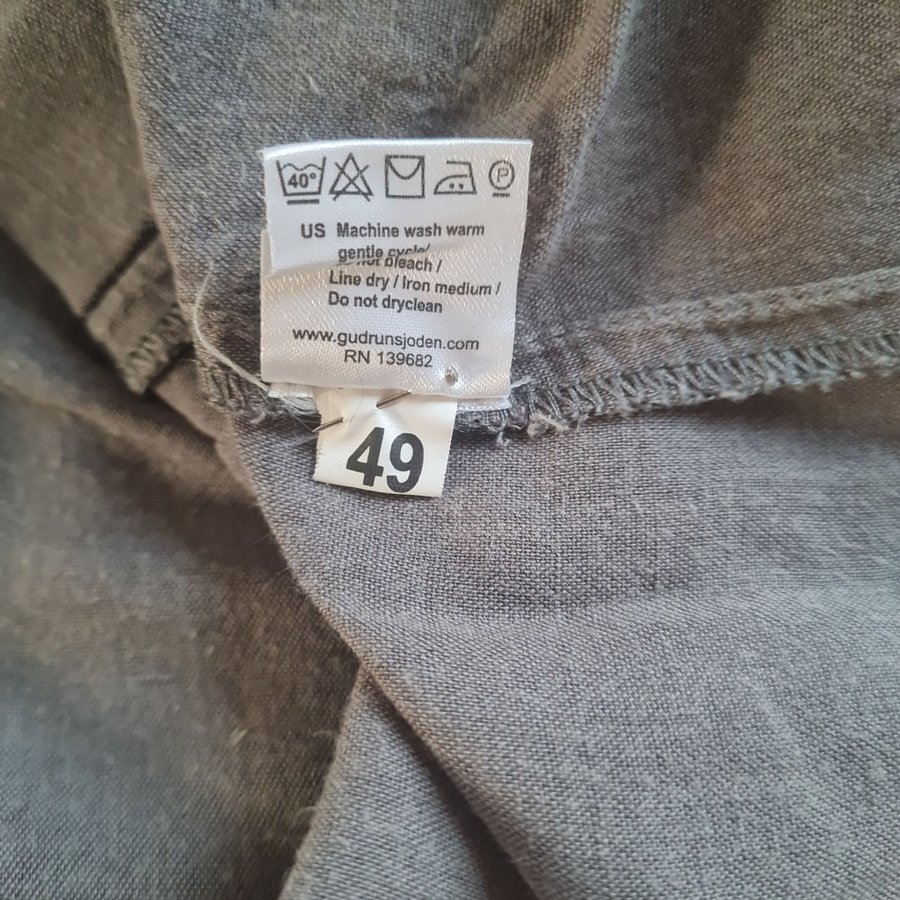 40°
P
US Machine wash warm
gentle cycle/
not bleach /
Line dry / Iron medium /
Do not dryclean
www.gudrunsjoden.com
RN 139682
49